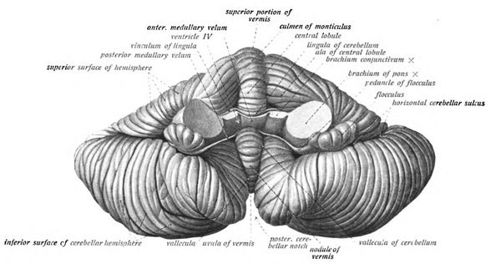 superior portion of
vermis
anter. medullary velum
ventricle IV
vinculum of lingula
posterior medullary velum
superior surface of hemisphere
culmen of monticulus
central lobule
lingula of cerebellum
ala of central lobule
brachium conjunctivum ×
brachium of pons ×
peduncle of flocculus
flocculus
horizontal cerebellar sulcus
inferior surface of cerebellar hemisphere
vallecula
uvula of vermis
poster. cere-
bellar notch
nodule of
vermis
vallecula of cerebellum